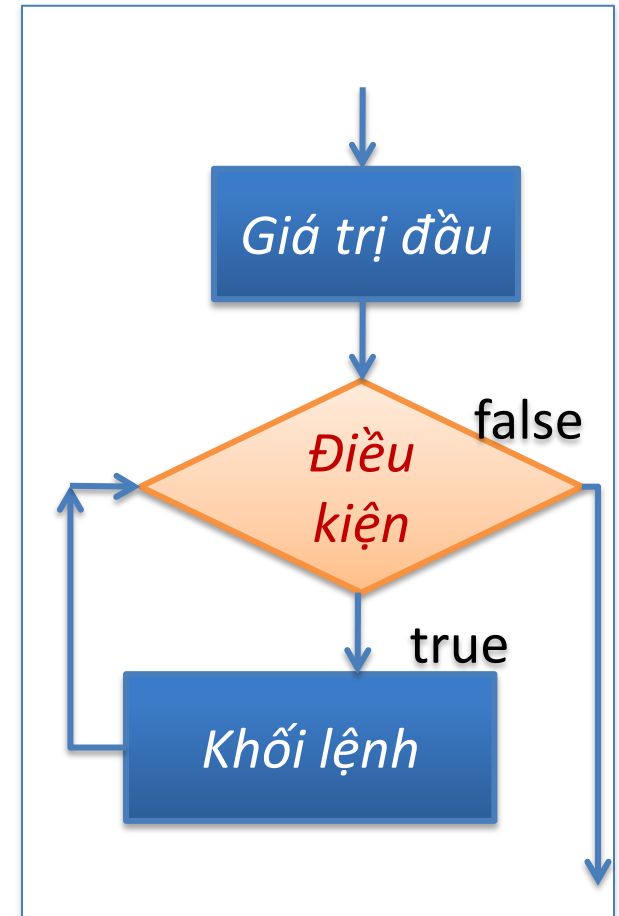 Giá trị đầu
false
Điều
kiện
true
Khối lệnh